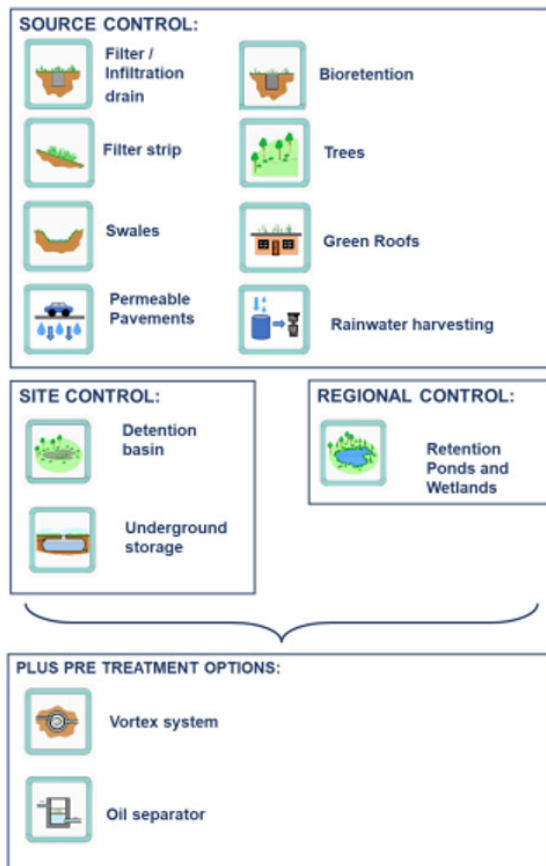 SOURCE CONTROL:
Filter /
Infiltration
drain
Bioretention
Filter strip
Trees
Swales
Green Roofs
Permeable
Pavements
Rainwater harvesting
SITE CONTROL:
Detention
basin
Underground
storage
REGIONAL CONTROL:
Retention
Ponds and
Wetlands
PLUS PRE TREATMENT OPTIONS:
Vortex system
Oil separator